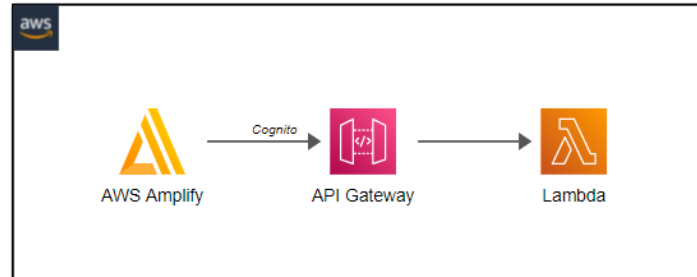 aws
Cognito
AWS Amplify
API Gateway
Lambda